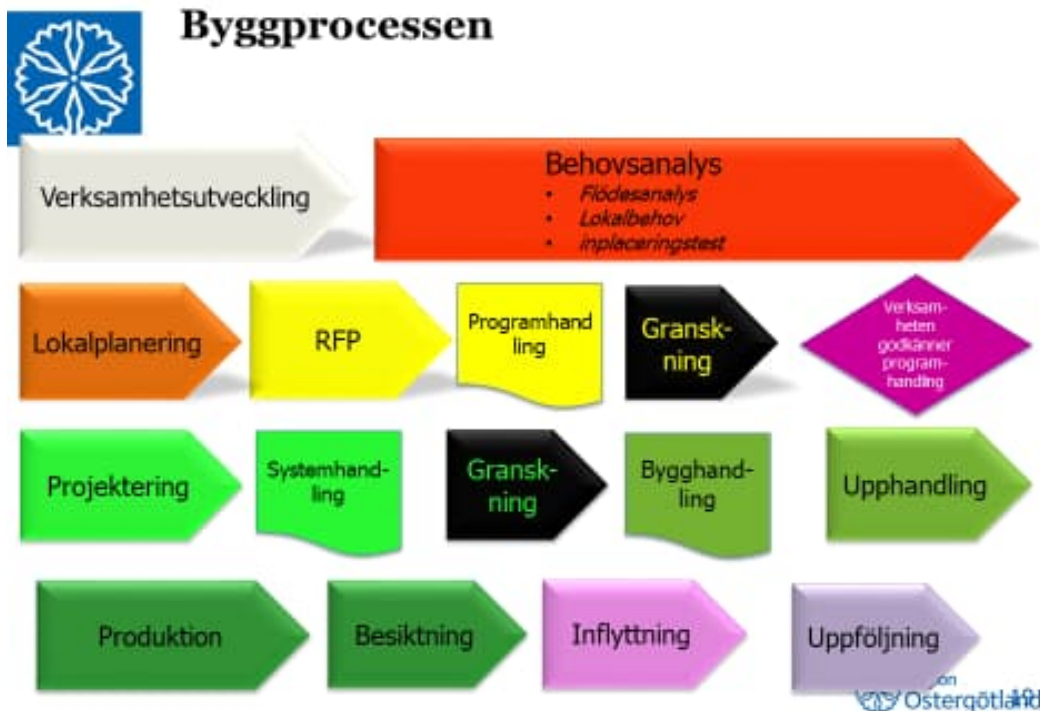 Byggprocessen
Verksamhetsutveckling
Behovsanalys
• Flödesanalys
• Lokalbehov
• inplaceringstest
Lokalplanering
RFP
Programhand
ling
Gransk-
ning
Verksam-
heten
godkänner
program-
handling
Projektering
Systemhand-
ling
Gransk-
ning
Bygghand-
ling
Upphandling
Produktion
Besiktning
Inflyttning
Uppföljning
Östergötland